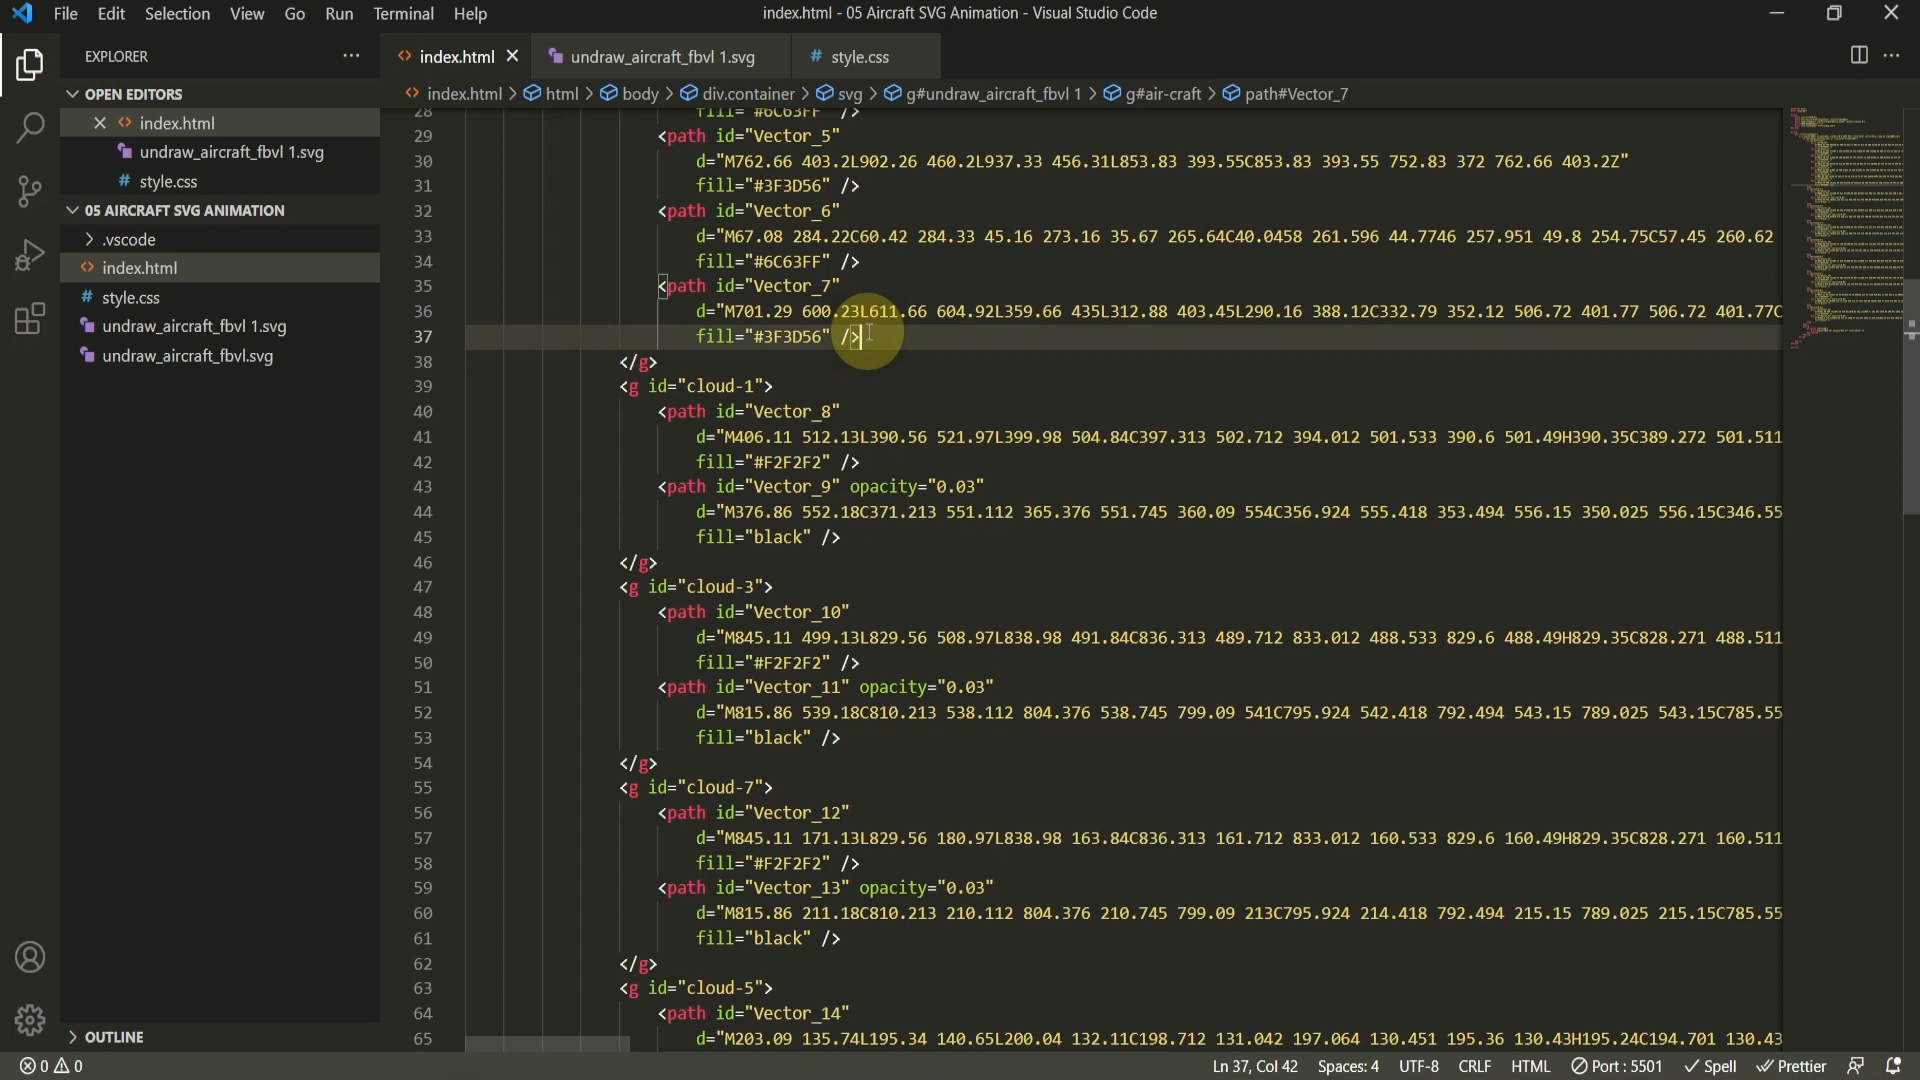 File Edit Selection View Go Run Terminal Help
index.html - 05 Aircraft SVG Animation - Visual Studio Code
EXPLORER
OPEN EDITORS
index.html
undraw_aircraft_fbvl 1.svg
style.css
05 AIRCRAFT SVG ANIMATION
.vscode
index.html
style.css
undraw_aircraft_fbvl 1.svg
undraw_aircraft_fbvl.svg
OUTLINE
index.html undraw_aircraft_fbvl 1.svg # style.css
index.html > html > body > div.container > svg > g#undraw_aircraft_fbvl 1 > g#air-craft > path#Vector_7
28 fill="#6C63FF" />
29 <path id="Vector_5"
30 d="M762.66 403.2L902.26 460.2L937.33 456.31L853.83 393.55C853.83 393.55 752.83 372 762.66 403.2Z"
31 fill="#3F3D56" />
32 <path id="Vector_6"
33 d="M67.08 284.22C60.42 284.33 45.16 273.16 35.67 265.64C40.0458 261.596 44.7746 257.951 49.8 254.75C57.45 260.62
34 fill="#6C63FF" />
35 <path id="Vector_7"
36 d="M701.29 600.23L611.66 604.92L359.66 435L312.88 403.45L290.16 388.12C332.79 352.12 506.72 401.77 506.72 401.77C
37 fill="#3F3D56" />
38 </g>
39 <g id="cloud-1">
40 <path id="Vector_8"
41 d="M406.11 512.13L390.56 521.97L399.98 504.84C397.313 502.712 394.012 501.533 390.6 501.49H390.35C389.272 501.511
42 fill="#F2F2F2" />
43 <path id="Vector_9" opacity="0.03"
44 d="M376.86 552.18C371.213 551.112 365.376 551.745 360.09 554C356.924 555.418 353.494 556.15 350.025 556.15C346.55
45 fill="black" />
46 </g>
47 <g id="cloud-3">
48 <path id="Vector_10"
49 d="M845.11 499.13L829.56 508.97L838.98 491.84C836.313 489.712 833.012 488.533 829.6 488.49H829.35C828.271 488.511
50 fill="#F2F2F2" />
51 <path id="Vector_11" opacity="0.03"
52 d="M815.86 539.18C810.213 538.112 804.376 538.745 799.09 541C795.924 542.418 792.494 543.15 789.025 543.15C785.55
53 fill="black" />
54 </g>
55 <g id="cloud-7">
56 <path id="Vector_12"
57 d="M845.11 171.13L829.56 180.97L838.98 163.84C836.313 161.712 833.012 160.533 829.6 160.49H829.35C828.271 160.511
58 fill="#F2F2F2" />
59 <path id="Vector_13" opacity="0.03"
60 d="M815.86 211.18C810.213 210.112 804.376 210.745 799.09 213C795.924 214.418 792.494 215.15 789.025 215.15C785.55
61 fill="black" />
62 </g>
63 <g id="cloud-5">
64 <path id="Vector_14"
65 d="M203.09 135.74L195.34 140.65L200.04 132.11C198.712 131.042 197.064 130.451 195.36 130.43H195.24C194.701 130.43
0 0 Ln 37, Col 42 Spaces: 4 UTF-8 CRLF HTML Port : 5501 Spell Prettier